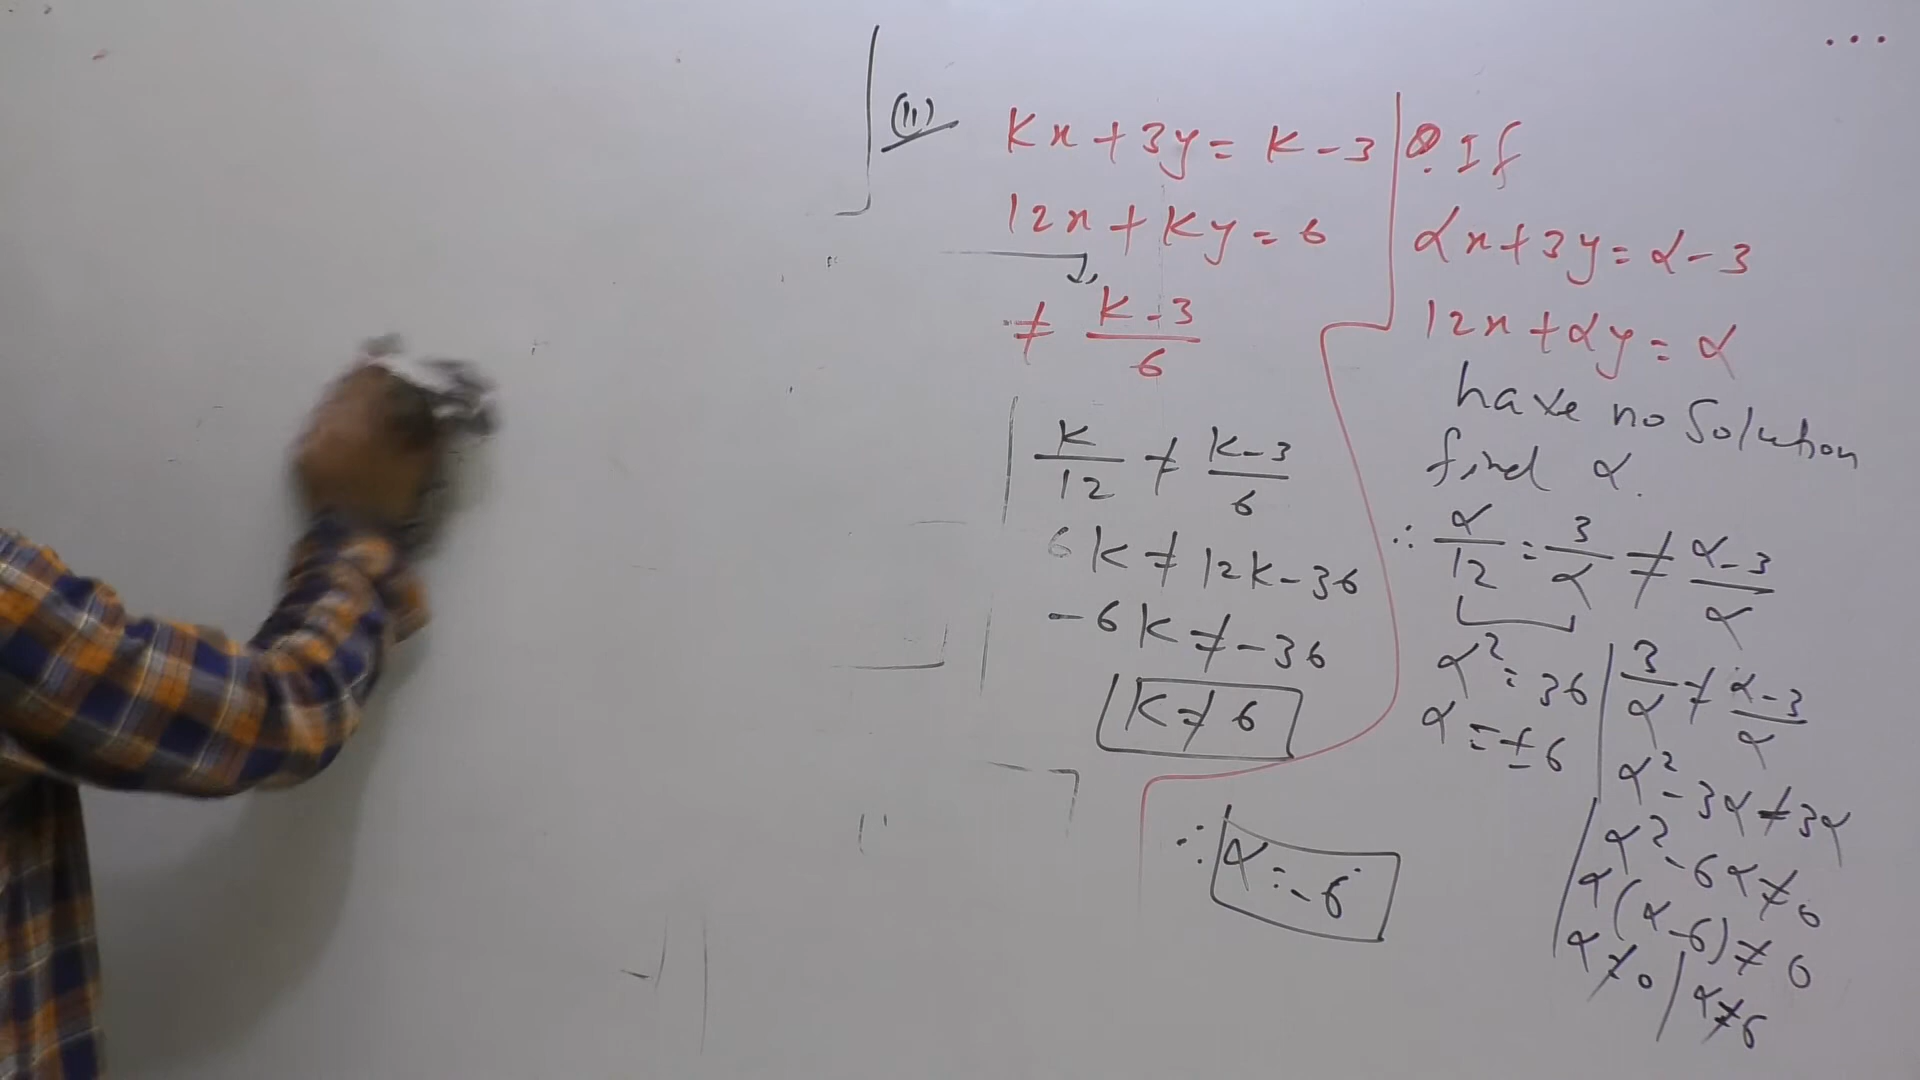 (ii) Kx + 3y = K - 3
12x + Ky = 6
≠ K - 3 / 6
K/12 ≠ K-3/6
6K ≠ 12K - 36
-6K ≠ -36
K ≠ 6
Q. If
αx + 3y = α - 3
12x + αy = α
have no Solution
find α.
∴ α/12 = 3/α ≠ α-3/α
α² = 36
α = ±6
3/α ≠ α-3/α
α² - 3α ≠ 3α
α² - 6α ≠ 0
α(α-6) ≠ 0
α ≠ 0 | α ≠ 6
∴ α = -6